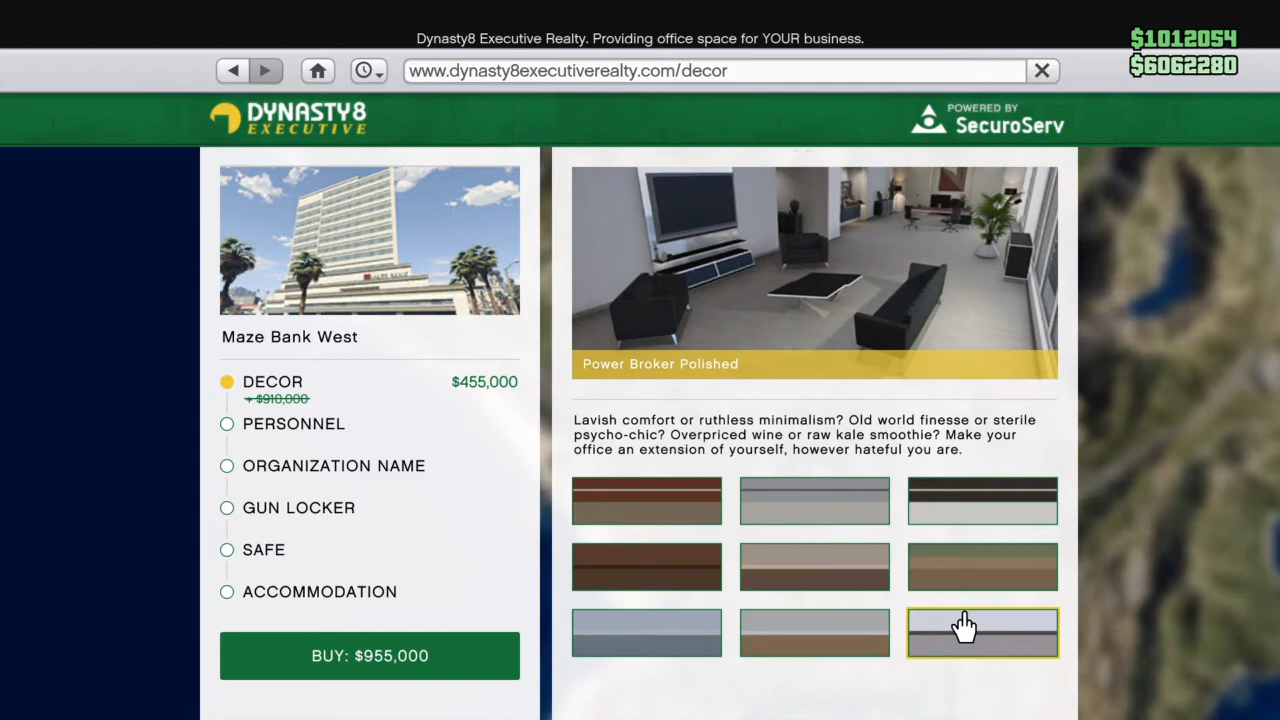 Dynasty8 Executive Realty. Providing office space for YOUR business.
$1012054
$6062280
www.dynasty8executiverealty.com/decor
DYNASTY8
EXECUTIVE
POWERED BY
SecuroServ
MAZE BANK
Maze Bank West
DECOR $455,000
+ $910,000
PERSONNEL
ORGANIZATION NAME
GUN LOCKER
SAFE
ACCOMMODATION
BUY: $955,000
Power Broker Polished
Lavish comfort or ruthless minimalism? Old world finesse or sterile
psycho-chic? Overpriced wine or raw kale smoothie? Make your
office an extension of yourself, however hateful you are.